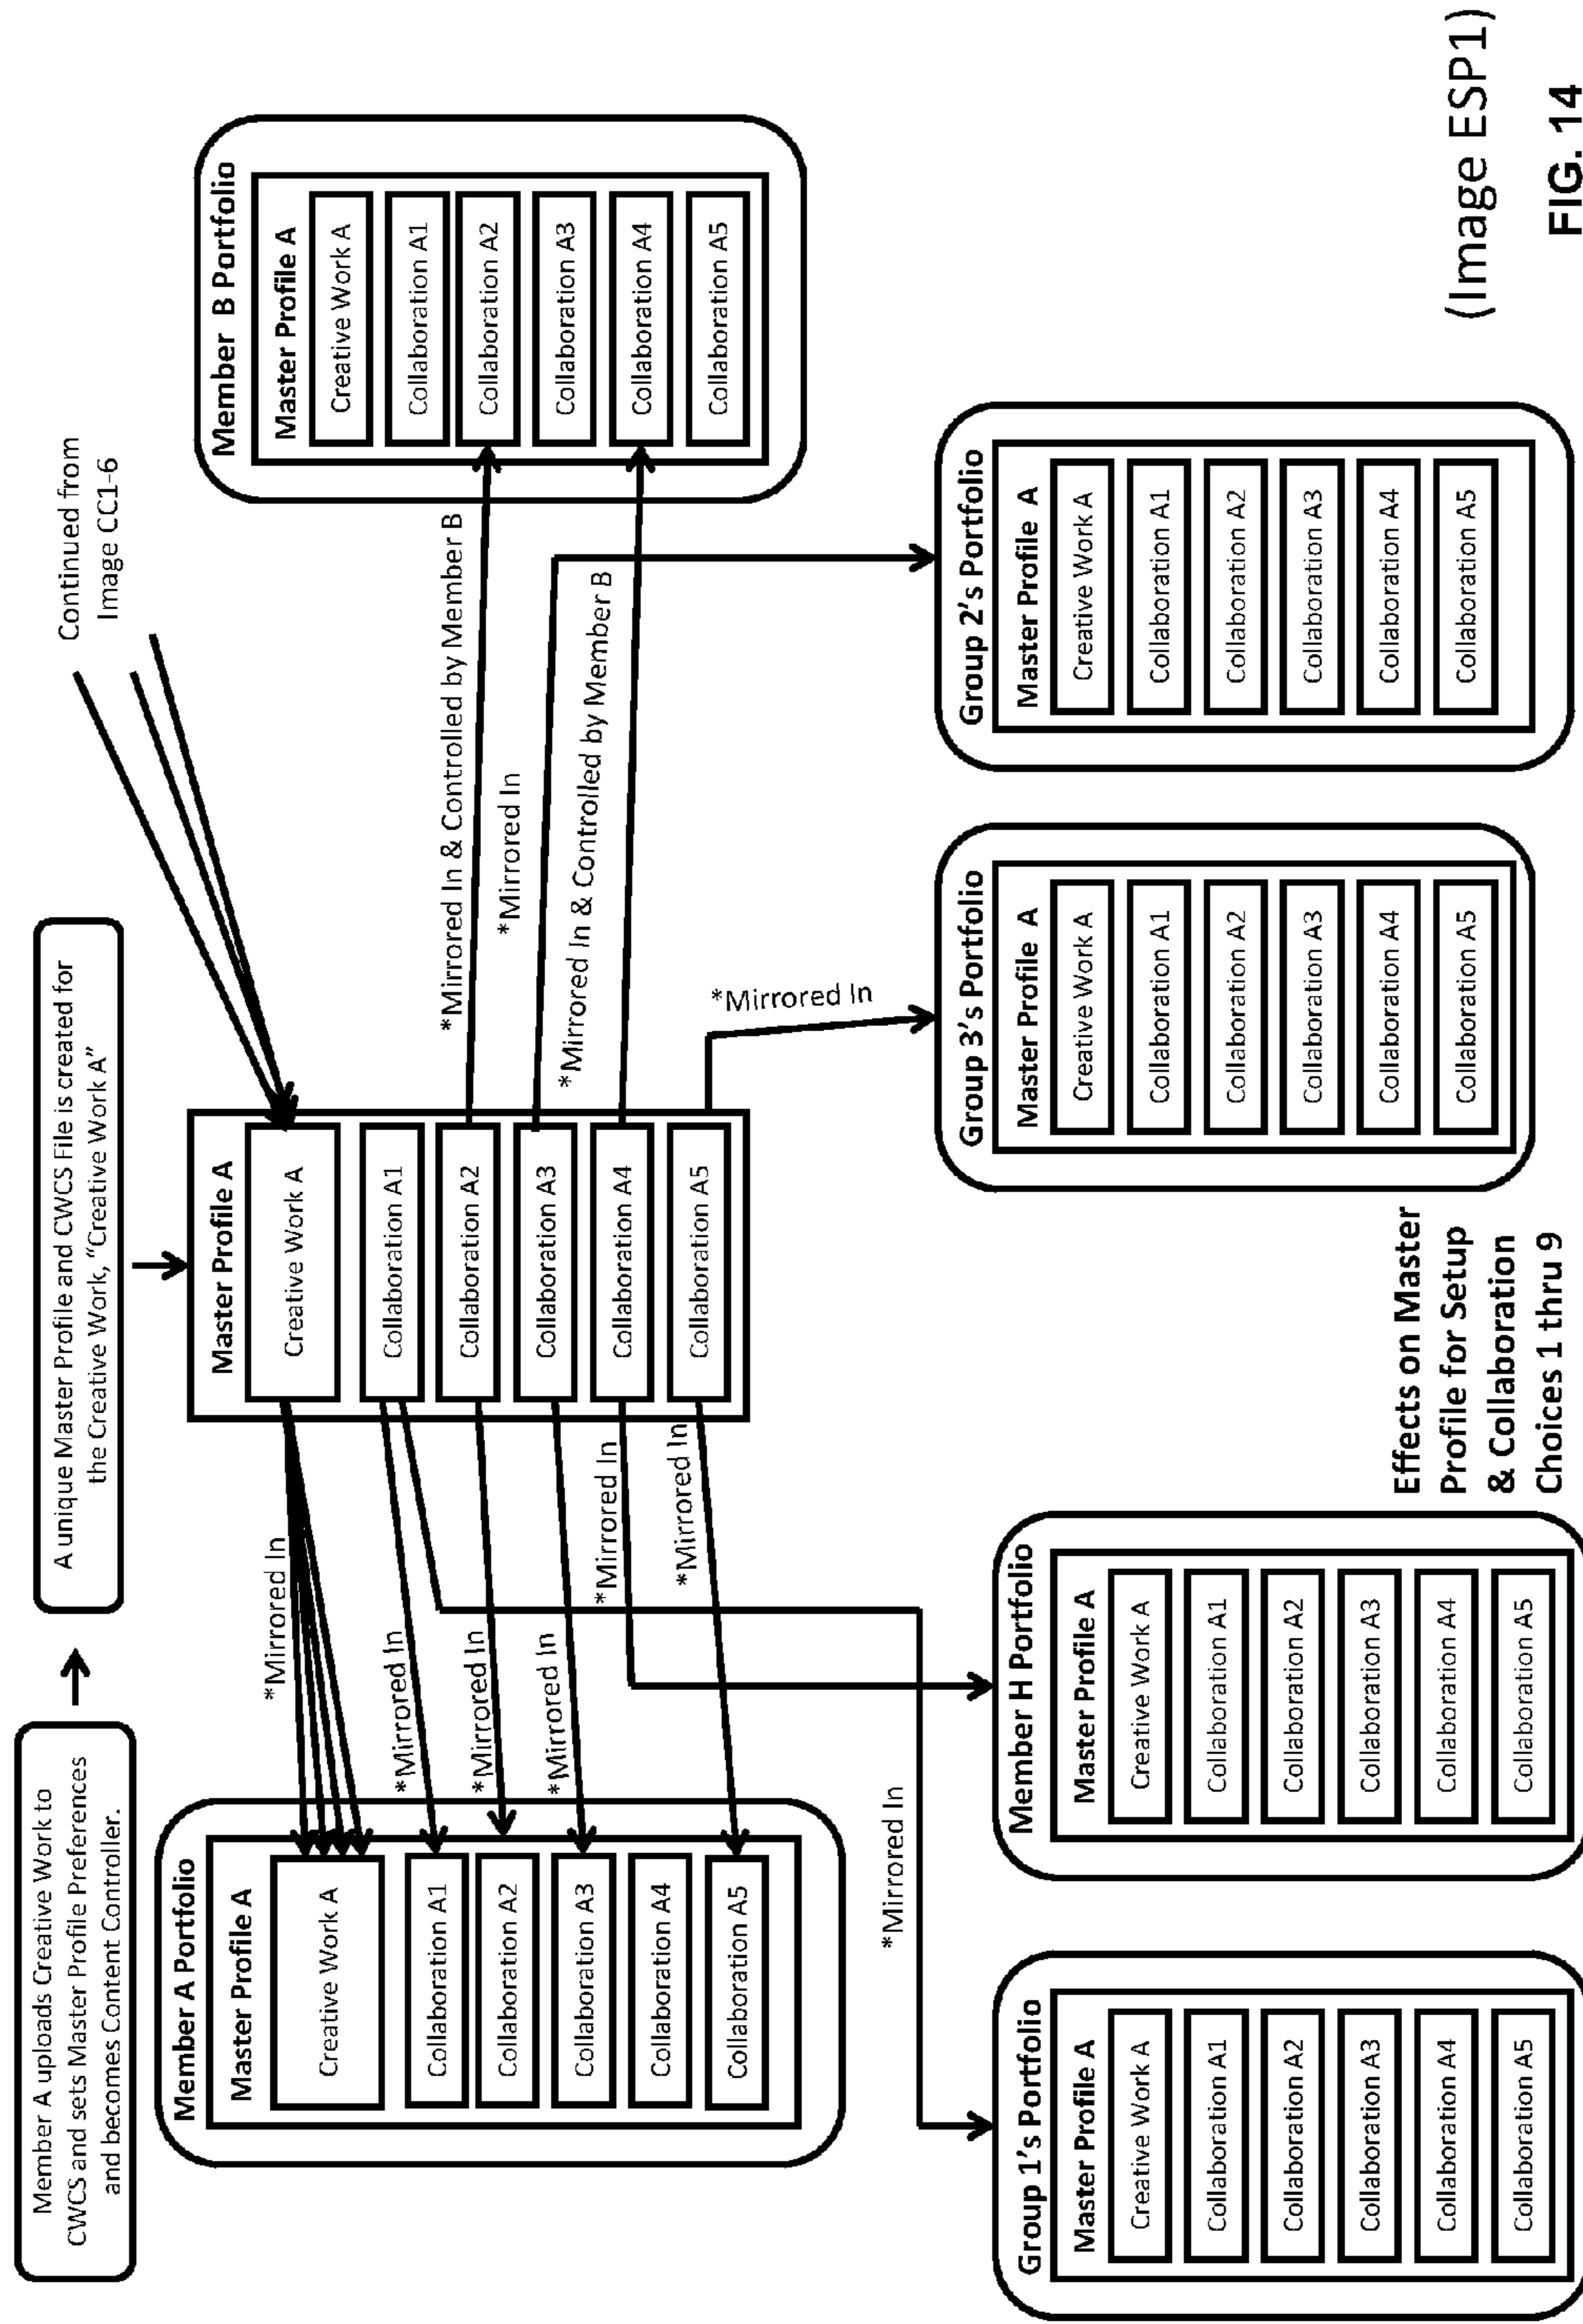 Member A uploads Creative Work to
CWCS and sets Master Profile Preferences
and becomes Content Controller.
A unique Master Profile and CWCS File is created for
the Creative Work, "Creative Work A"
Continued from
Image CC1-6
Member A Portfolio
Master Profile A
Creative Work A
Collaboration A1
Collaboration A2
Collaboration A3
Collaboration A4
Collaboration A5
*Mirrored In
*Mirrored In
*Mirrored In
*Mirrored In
*Mirrored In
*Mirrored In
Master Profile A
Creative Work A
Collaboration A1
Collaboration A2
Collaboration A3
Collaboration A4
Collaboration A5
*Mirrored In & Controlled by Member B
*Mirrored In
*Mirrored In & Controlled by Member B
*Mirrored In
Member B Portfolio
Master Profile A
Creative Work A
Collaboration A1
Collaboration A2
Collaboration A3
Collaboration A4
Collaboration A5
*Mirrored In
Group 1's Portfolio
Master Profile A
Creative Work A
Collaboration A1
Collaboration A2
Collaboration A3
Collaboration A4
Collaboration A5
Member H Portfolio
Master Profile A
Creative Work A
Collaboration A1
Collaboration A2
Collaboration A3
Collaboration A4
Collaboration A5
Group 3's Portfolio
Master Profile A
Creative Work A
Collaboration A1
Collaboration A2
Collaboration A3
Collaboration A4
Collaboration A5
Group 2's Portfolio
Master Profile A
Creative Work A
Collaboration A1
Collaboration A2
Collaboration A3
Collaboration A4
Collaboration A5
Effects on Master
Profile for Setup
& Collaboration
Choices 1 thru 9
(Image ESP1)
FIG. 14